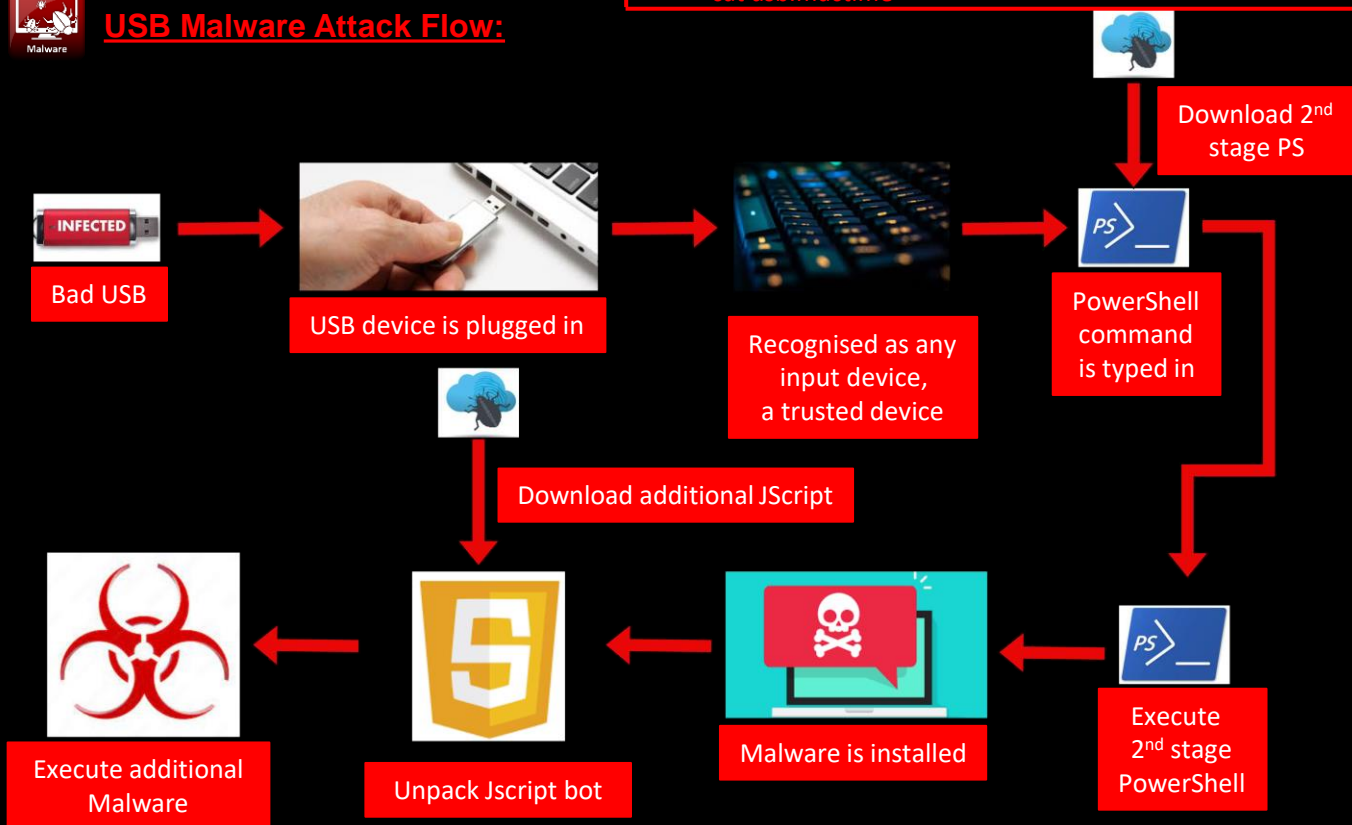 Malware
USB Malware Attack Flow:
Download 2nd
stage PS
INFECTED
Bad USB
USB device is plugged in
Recognised as any
input device,
a trusted device
PS
PowerShell
command
is typed in
Download additional JScript
Execute additional
Malware
Unpack Jscript bot
Malware is installed
PS
Execute
2nd stage
PowerShell